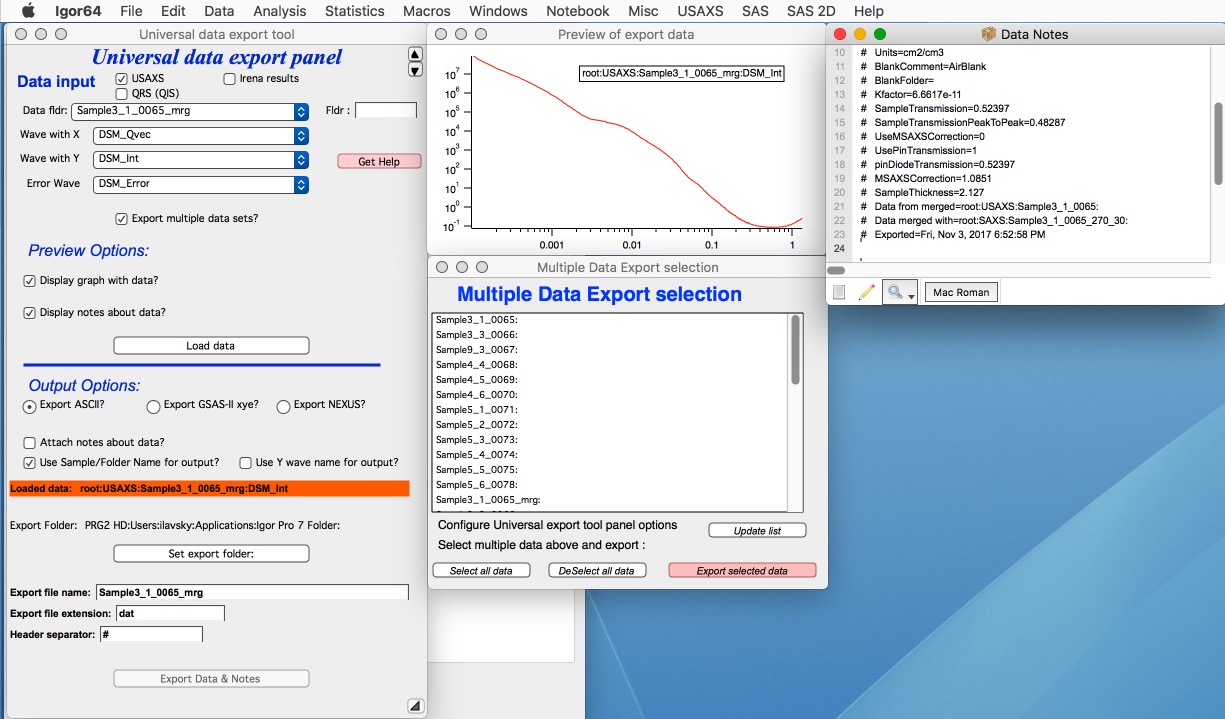 Igor64 File Edit Data Analysis Statistics Macros Windows Notebook Misc USAXS SAS SAS 2D Help
Universal data export tool
Universal data export panel
Data input
USAXS
Irena results
QRS (QIS)
Data fldr: Sample3_1_0065_mrg
Fldr :
Wave with X DSM_Qvec
Wave with Y DSM_Int
Get Help
Error Wave DSM_Error
Export multiple data sets?
Preview Options:
Display graph with data?
Display notes about data?
Load data
Output Options:
Export ASCII? Export GSAS-II xye? Export NEXUS?
Attach notes about data?
Use Sample/Folder Name for output? Use Y wave name for output?
Loaded data: root:USAXS:Sample3_1_0065_mrg:DSM_Int
Export Folder: PRG2 HD:Users:ilavsky:Applications:Igor Pro 7 Folder:
Set export folder:
Export file name: Sample3_1_0065_mrg
Export file extension: dat
Header separator: #
Export Data & Notes
Preview of export data
root:USAXS:Sample3_1_0065_mrg:DSM_Int
10^7
10^6
10^5
10^4
10^3
10^2
10^1
10^0
10^-1
0.001 0.01 0.1 1
Multiple Data Export selection
Multiple Data Export selection
Sample3_1_0065:
Sample3_3_0066:
Sample9_3_0067:
Sample4_4_0068:
Sample4_5_0069:
Sample4_6_0070:
Sample5_1_0071:
Sample5_2_0072:
Sample5_3_0073:
Sample5_4_0074:
Sample5_5_0075:
Sample5_6_0078:
Sample3_1_0065_mrg:
Configure Universal export tool panel options
Update list
Select multiple data above and export :
Select all data DeSelect all data Export selected data
Data Notes
10 # Units=cm2/cm3
11 # BlankComment=AirBlank
12 # BlankFolder=
13 # Kfactor=6.6617e-11
14 # SampleTransmission=0.52397
15 # SampleTransmissionPeakToPeak=0.48287
16 # UseMSAXSCorrection=0
17 # UsePinTransmission=1
18 # pinDiodeTransmission=0.52397
19 # MSAXSCorrection=1.0851
20 # SampleThickness=2.127
21 # Data from merged=root:USAXS:Sample3_1_0065:
22 # Data merged with=root:SAXS:Sample3_1_0065_270_30:
23 # Exported=Fri, Nov 3, 2017 6:52:58 PM
24
Mac Roman